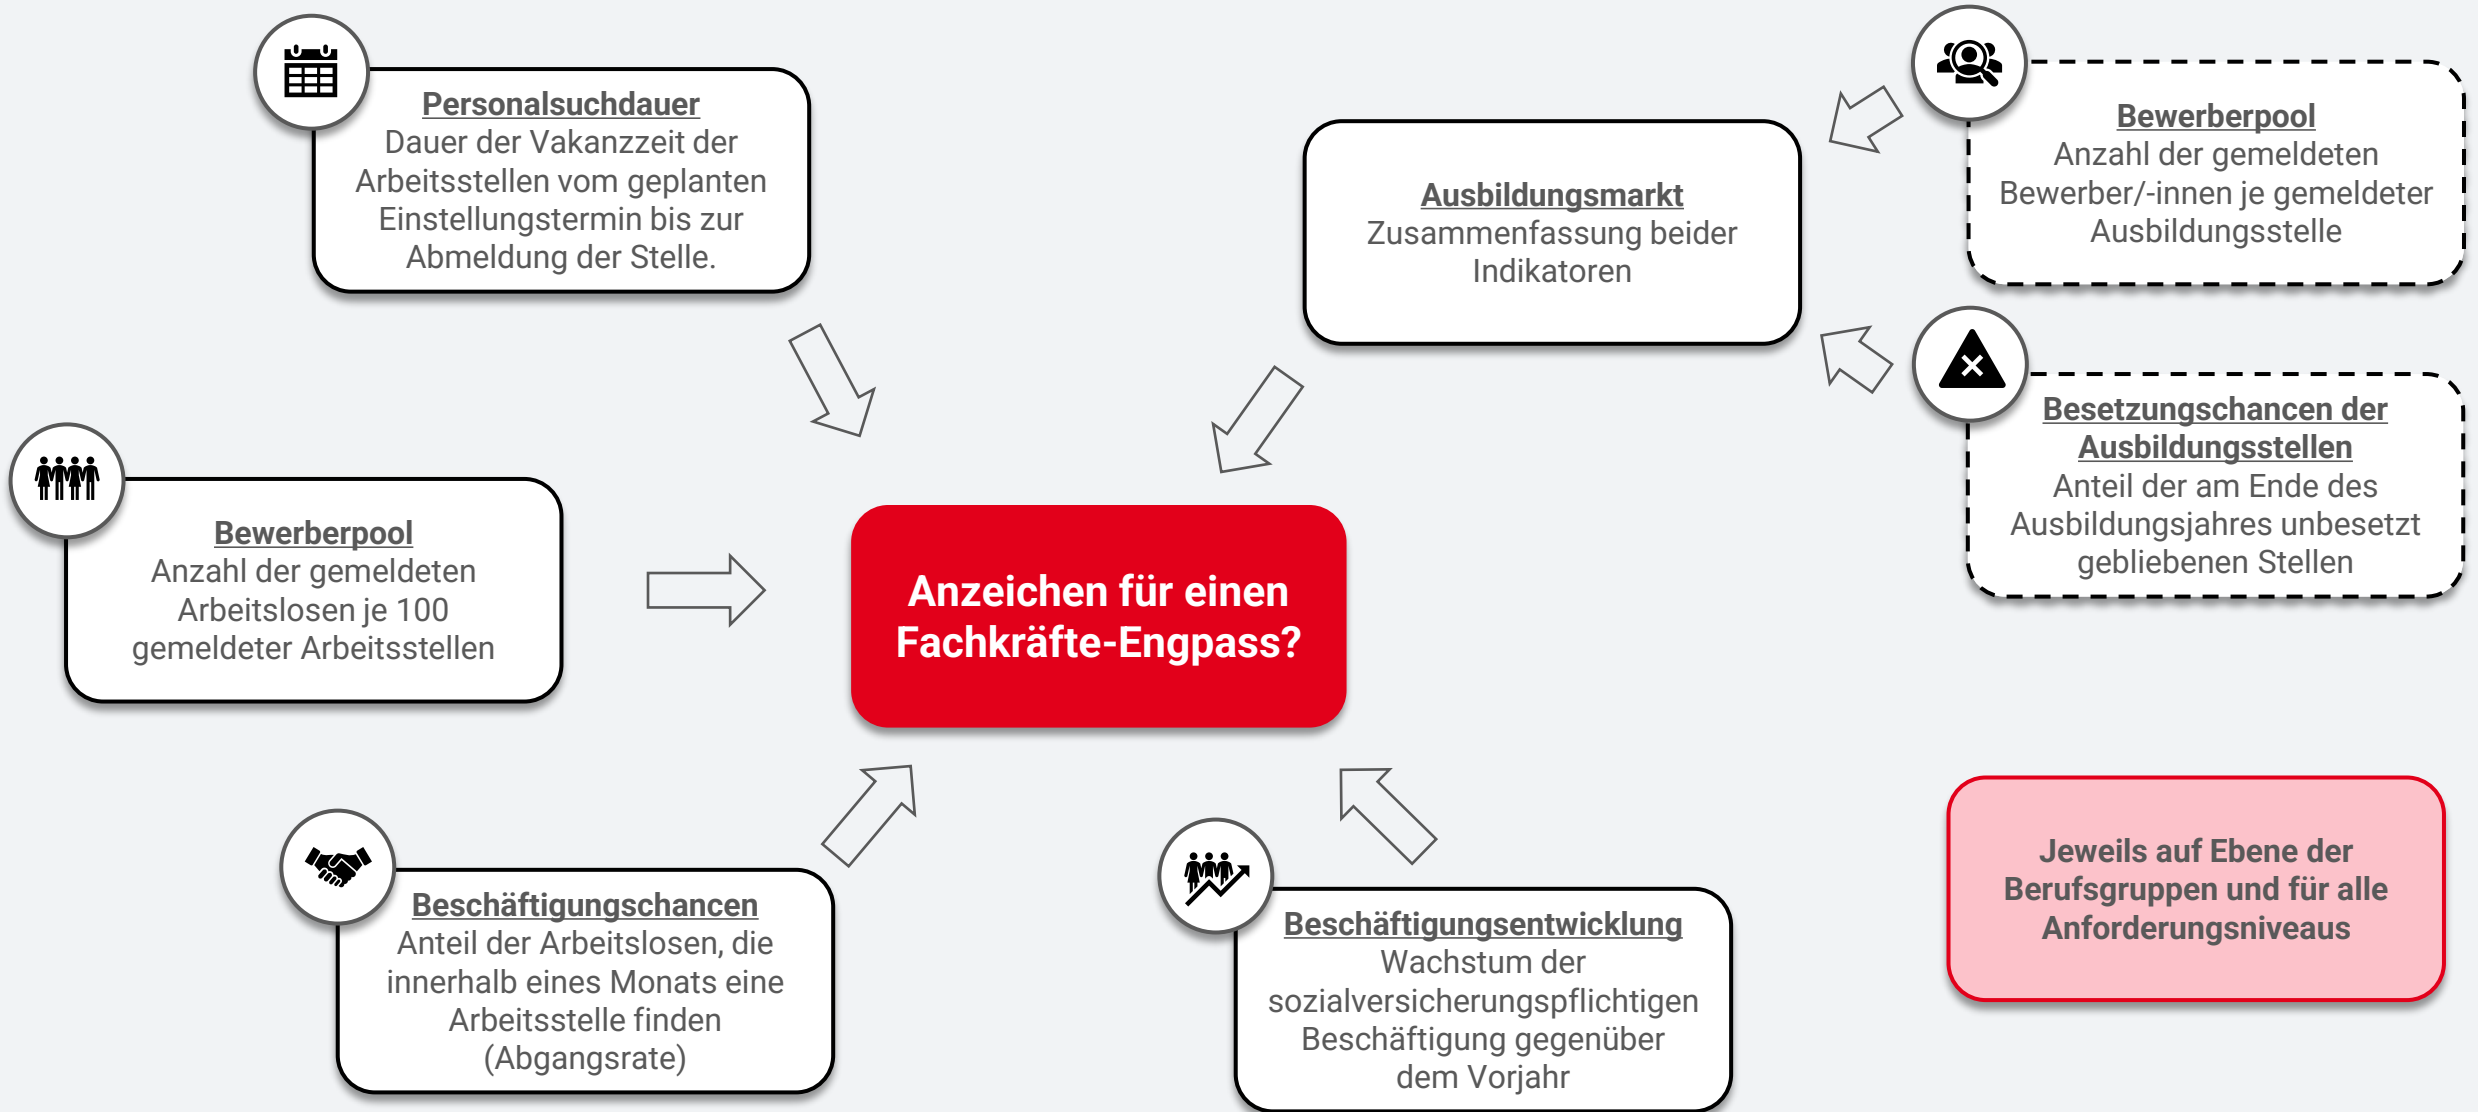 Personalsuchdauer
Dauer der Vakanzzeit der
Arbeitsstellen vom geplanten
Einstellungstermin bis zur
Abmeldung der Stelle.
Ausbildungsmarkt
Zusammenfassung beider
Indikatoren
Bewerberpool
Anzahl der gemeldeten
Bewerber/-innen je gemeldeter
Ausbildungsstelle
Besetzungschancen der
Ausbildungsstellen
Anteil der am Ende des
Ausbildungsjahres unbesetzt
gebliebenen Stellen
Bewerberpool
Anzahl der gemeldeten
Arbeitslosen je 100
gemeldeter Arbeitsstellen
Anzeichen für einen
Fachkräfte-Engpass?
Beschäftigungschancen
Anteil der Arbeitslosen, die
innerhalb eines Monats eine
Arbeitsstelle finden
(Abgangsrate)
Beschäftigungsentwicklung
Wachstum der
sozialversicherungspflichtigen
Beschäftigung gegenüber
dem Vorjahr
Jeweils auf Ebene der
Berufsgruppen und für alle
Anforderungsniveaus